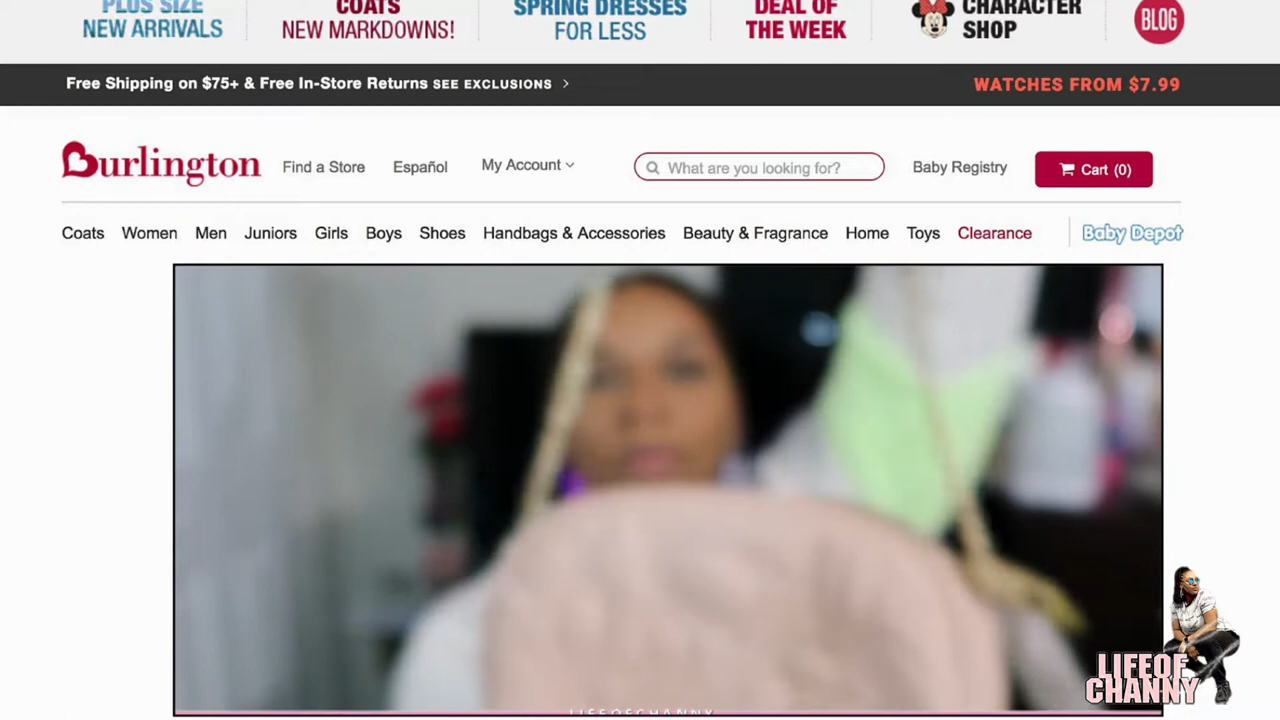 PLUS SIZE
NEW ARRIVALS
COATS
NEW MARKDOWNS!
SPRING DRESSES
FOR LESS
DEAL OF
THE WEEK
CHARACTER
SHOP
BLOG
Free Shipping on $75+ & Free In-Store Returns SEE EXCLUSIONS >
WATCHES FROM $7.99
Burlington
Find a Store
Español
My Account
What are you looking for?
Baby Registry
Cart (0)
Coats Women Men Juniors Girls Boys Shoes Handbags & Accessories Beauty & Fragrance Home Toys Clearance
Baby Depot
LIFEOF
CHANNY
LIFEOFCHANNY